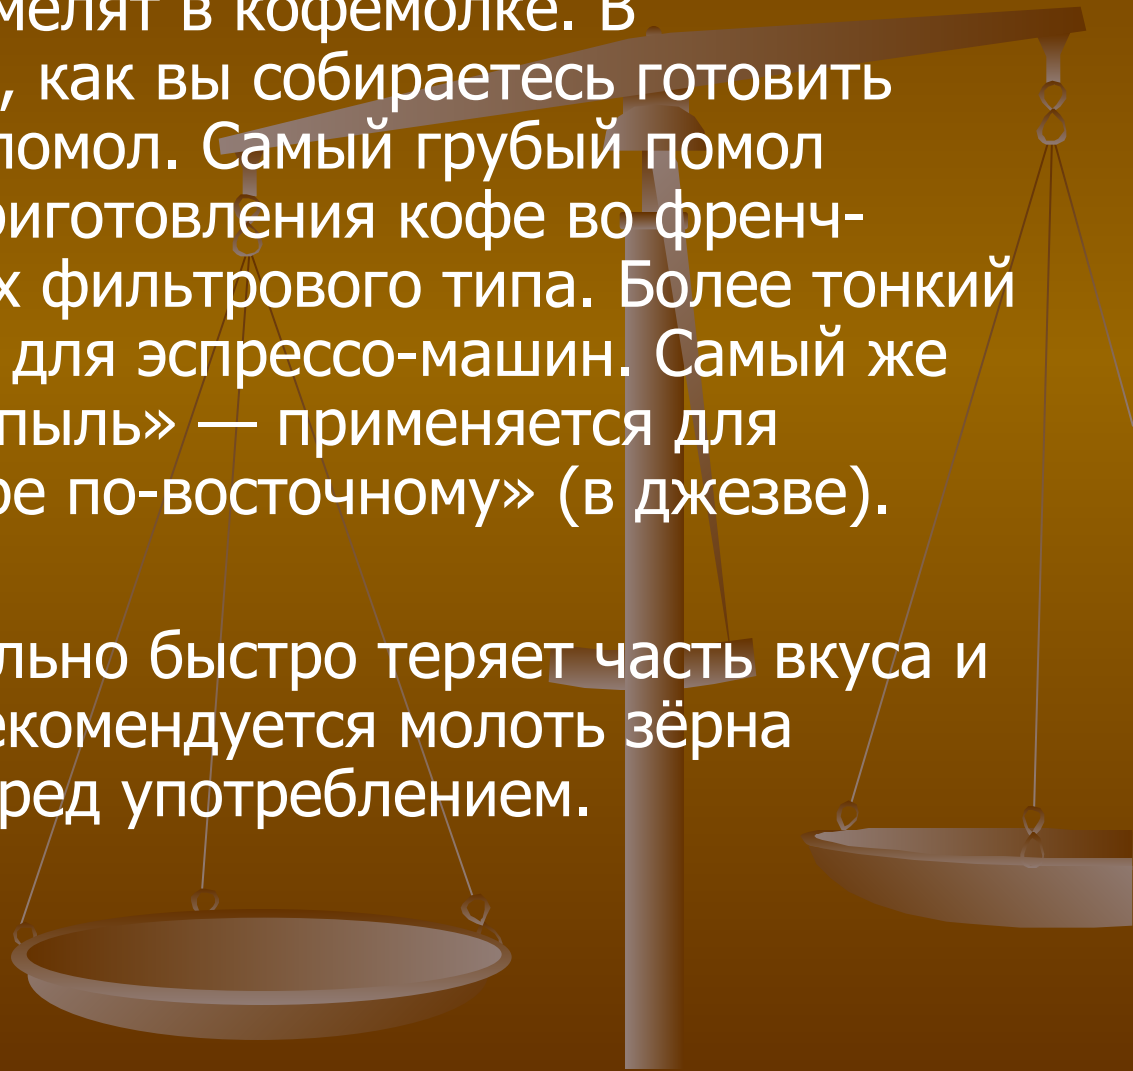 мелят в кофемолке. В
, как вы собираетесь готовить
помол. Самый грубый помол
риготовления кофе во френч-
х фильтрового типа. Более тонкий
для эспрессо-машин. Самый же
пыль» — применяется для
фе по-восточному» (в джезве).
льно быстро теряет часть вкуса и
екомендуется молоть зёрна
ред употреблением.